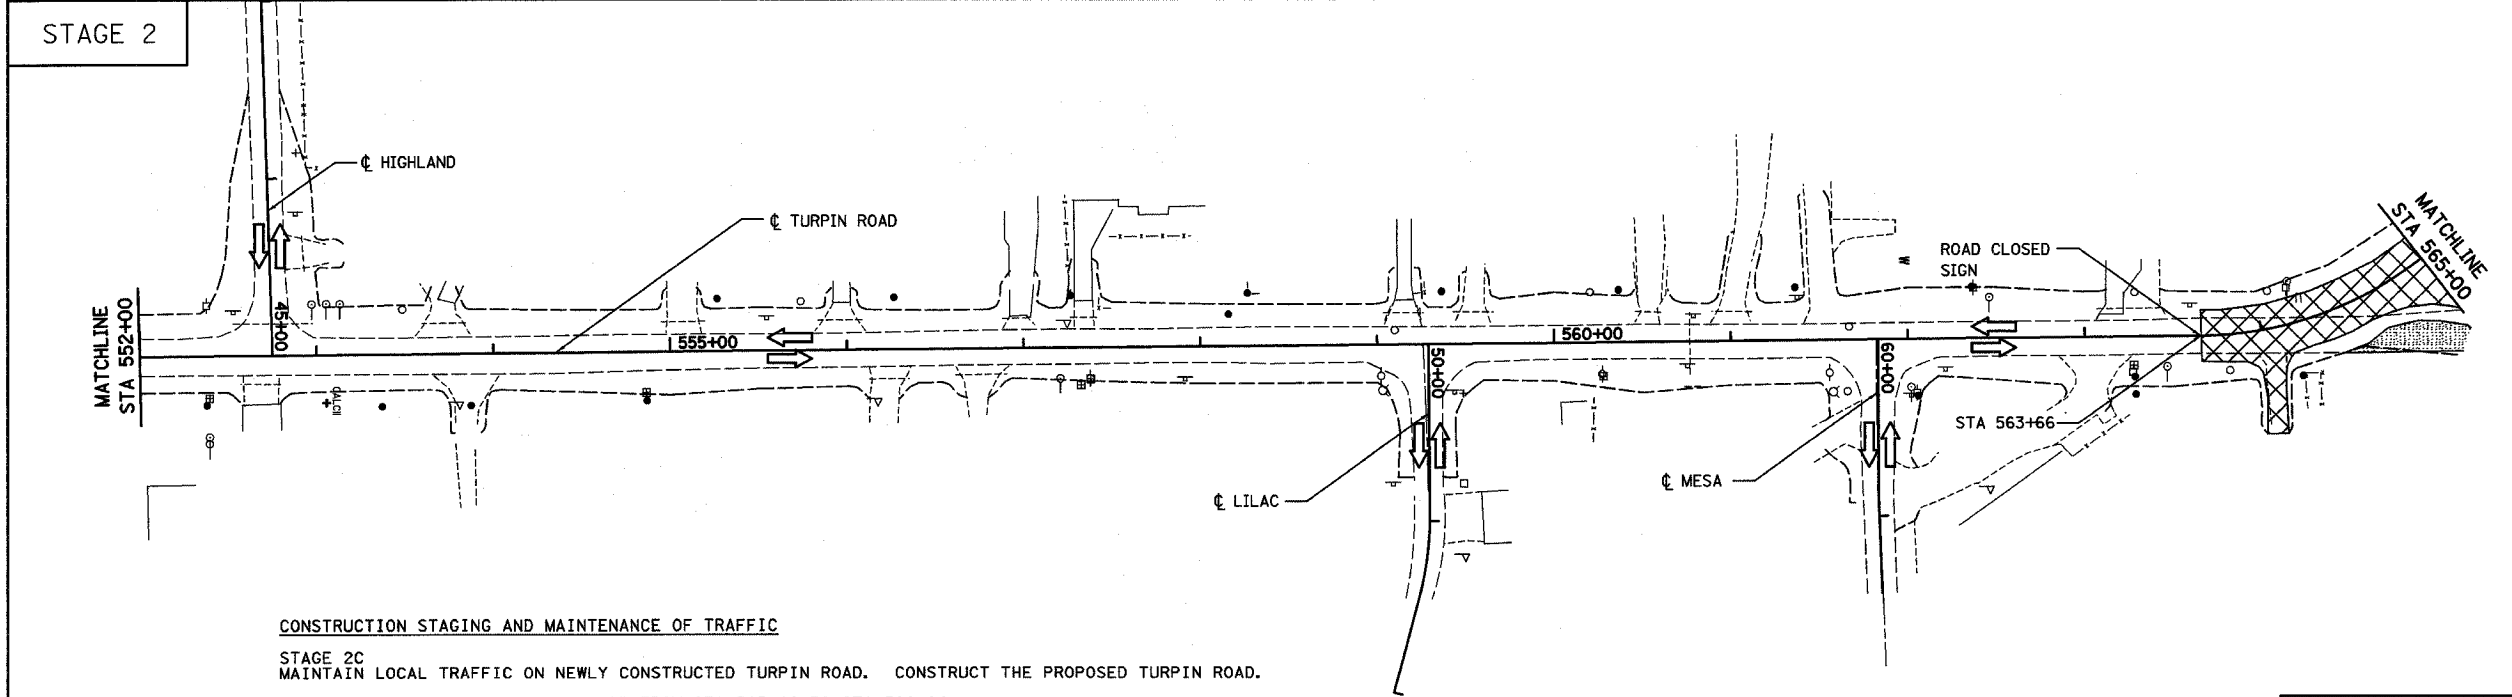 STAGE 2
℄ HIGHLAND
℄ TURPIN ROAD
ROAD CLOSED
SIGN
MATCHLINE
STA 565+00
MATCHLINE
STA 552+00
45+00
555+00
560+00
50+00
60+00
STA 563+66
℄ LILAC
℄ MESA
CONSTRUCTION STAGING AND MAINTENANCE OF TRAFFIC
STAGE 2C
MAINTAIN LOCAL TRAFFIC ON NEWLY CONSTRUCTED TURPIN ROAD. CONSTRUCT THE PROPOSED TURPIN ROAD.